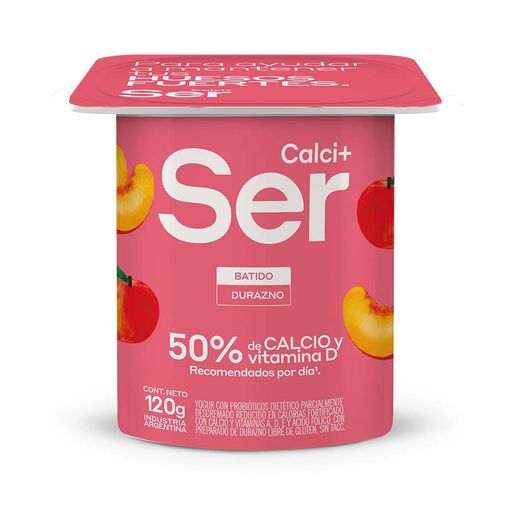 Para ayudar
a mantener
tus
HUESOS
FUERTES.
Ser Calci+
Calci+
Ser
BATIDO
DURAZNO
50% de CALCIO y
vitamina D
Recomendados por día¹.
CONT. NETO
120g
INDUSTRIA
ARGENTINA
YOGUR CON PROBIÓTICOS DIETÉTICO PARCIALMENTE
DESCREMADO REDUCIDO EN CALORÍAS FORTIFICADO
CON CALCIO Y VITAMINAS A, D, E Y ÁCIDO FÓLICO, CON
PREPARADO DE DURAZNO LIBRE DE GLUTEN. SIN TACC.